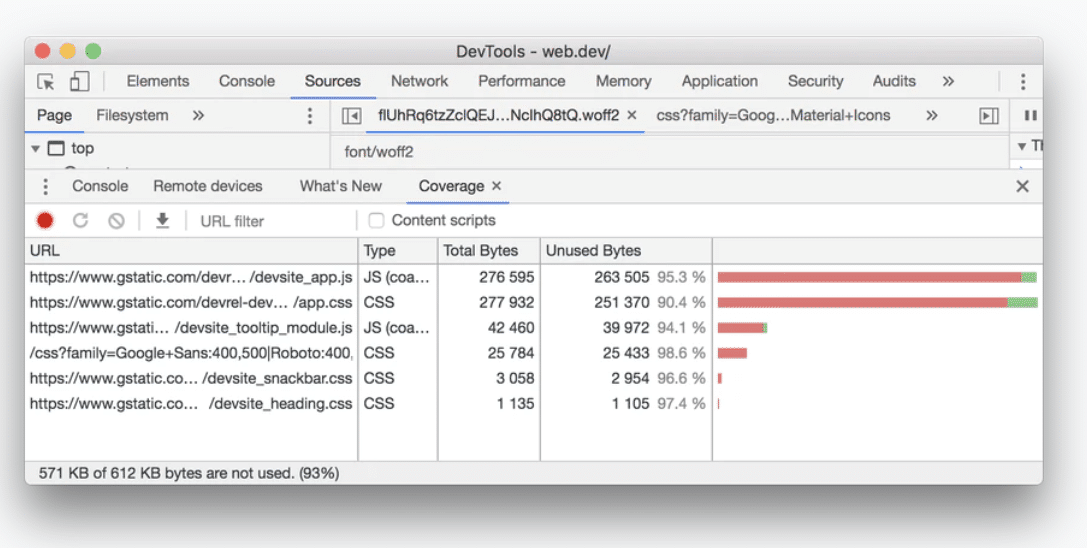 DevTools - web.dev/
Elements Console Sources Network Performance Memory Application Security Audits »
Page Filesystem » flUhRq6tzZclQEJ…NcIhQ8tQ.woff2 × css?family=Goog…Material+Icons »
top
font/woff2
Console Remote devices What's New Coverage ×
URL filter Content scripts
URL Type Total Bytes Unused Bytes
https://www.gstatic.com/devr… /devsite_app.js JS (coa… 276 595 263 505 95.3 %
https://www.gstatic.com/devrel-dev… /app.css CSS 277 932 251 370 90.4 %
https://www.gstati… /devsite_tooltip_module.js JS (coa… 42 460 39 972 94.1 %
/css?family=Google+Sans:400,500|Roboto:400, CSS 25 784 25 433 98.6 %
https://www.gstatic.co… /devsite_snackbar.css CSS 3 058 2 954 96.6 %
https://www.gstatic.co… /devsite_heading.css CSS 1 135 1 105 97.4 %
571 KB of 612 KB bytes are not used. (93%)